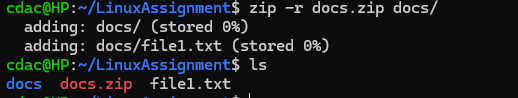 cdac@HP:~/LinuxAssignment$ zip -r docs.zip docs/
  adding: docs/ (stored 0%)
  adding: docs/file1.txt (stored 0%)
cdac@HP:~/LinuxAssignment$ ls
docs  docs.zip  file1.txt